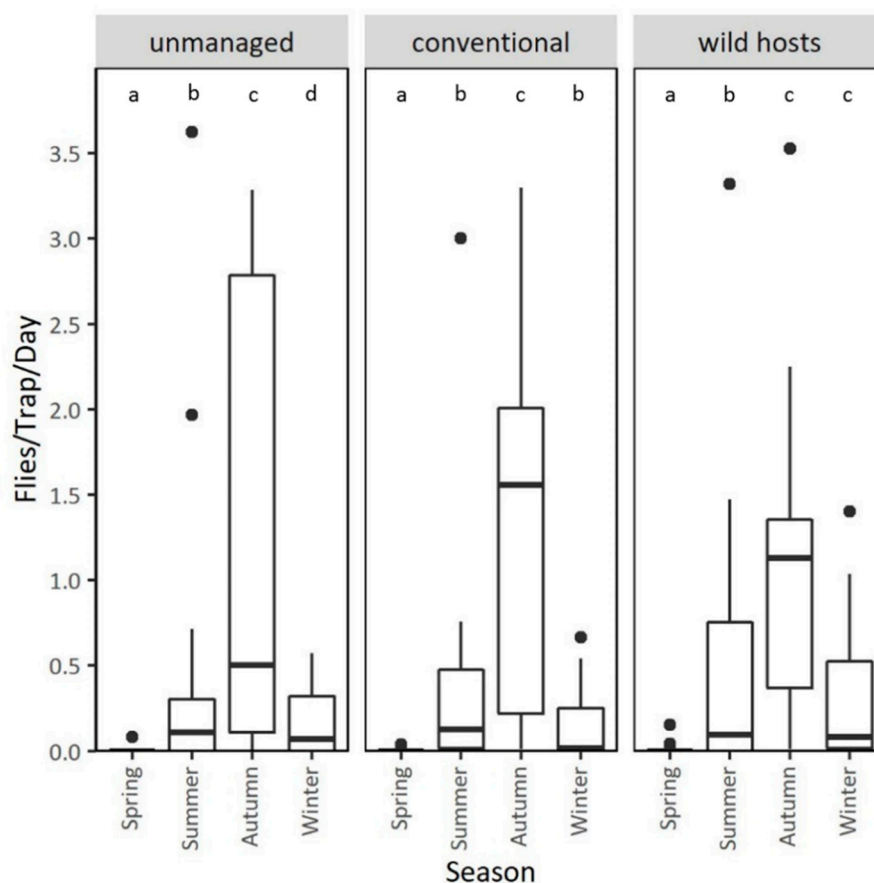 unmanaged conventional wild hosts
a b c d a b c b a b c c
3.5
3.0
2.5
2.0
1.5
1.0
0.5
0.0
Flies/Trap/Day
Spring Summer Autumn Winter Spring Summer Autumn Winter Spring Summer Autumn Winter
Season